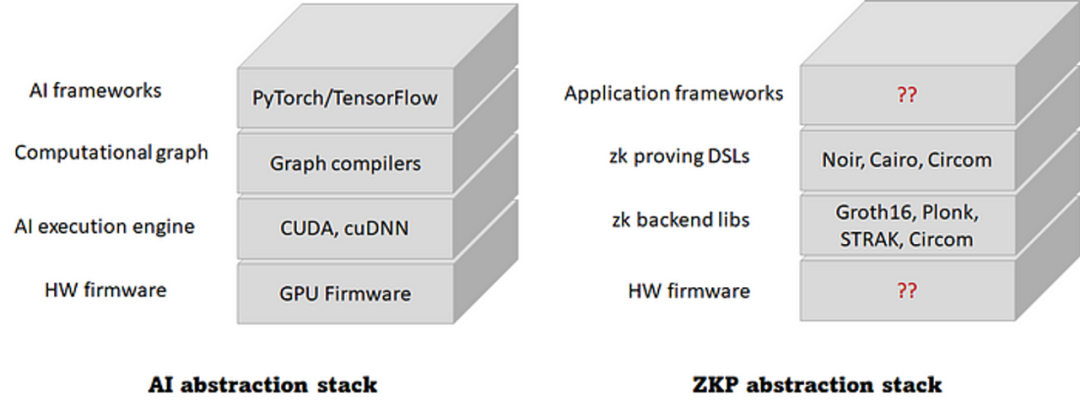 AI frameworks
PyTorch/TensorFlow
Computational graph
Graph compilers
AI execution engine
CUDA, cuDNN
HW firmware
GPU Firmware
AI abstraction stack
Application frameworks
??
zk proving DSLs
Noir, Cairo, Circom
zk backend libs
Groth16, Plonk,
STRAK, Circom
HW firmware
??
ZKP abstraction stack